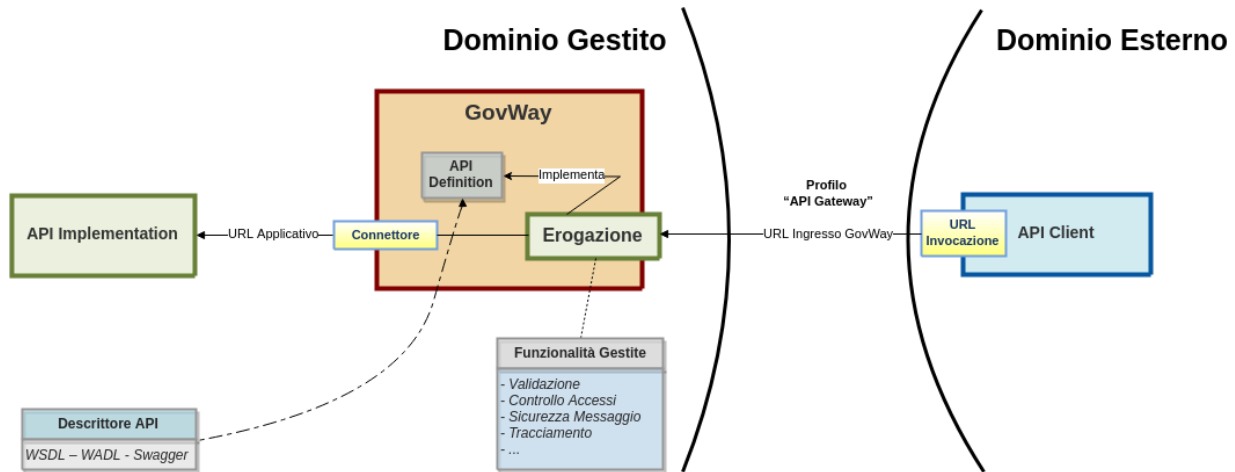 Dominio Gestito
Dominio Esterno
GovWay
API
Definition
Implementa
Profilo
“API Gateway”
API Implementation
URL Applicativo
Connettore
Erogazione
URL Ingresso GovWay
URL
Invocazione
API Client
Funzionalità Gestite
- Validazione
- Controllo Accessi
- Sicurezza Messaggio
- Tracciamento
- ...
Descrittore API
WSDL – WADL - Swagger